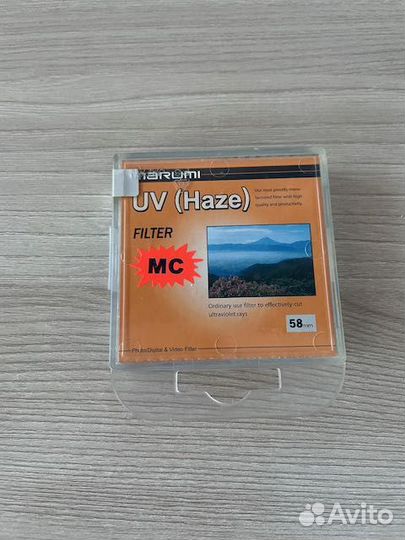 marumi
UV (Haze)
FILTER
MC
Ordinary use filter to effectively cut
ultraviolet rays
58mm
Photo/Digital & Video Filter
Avito